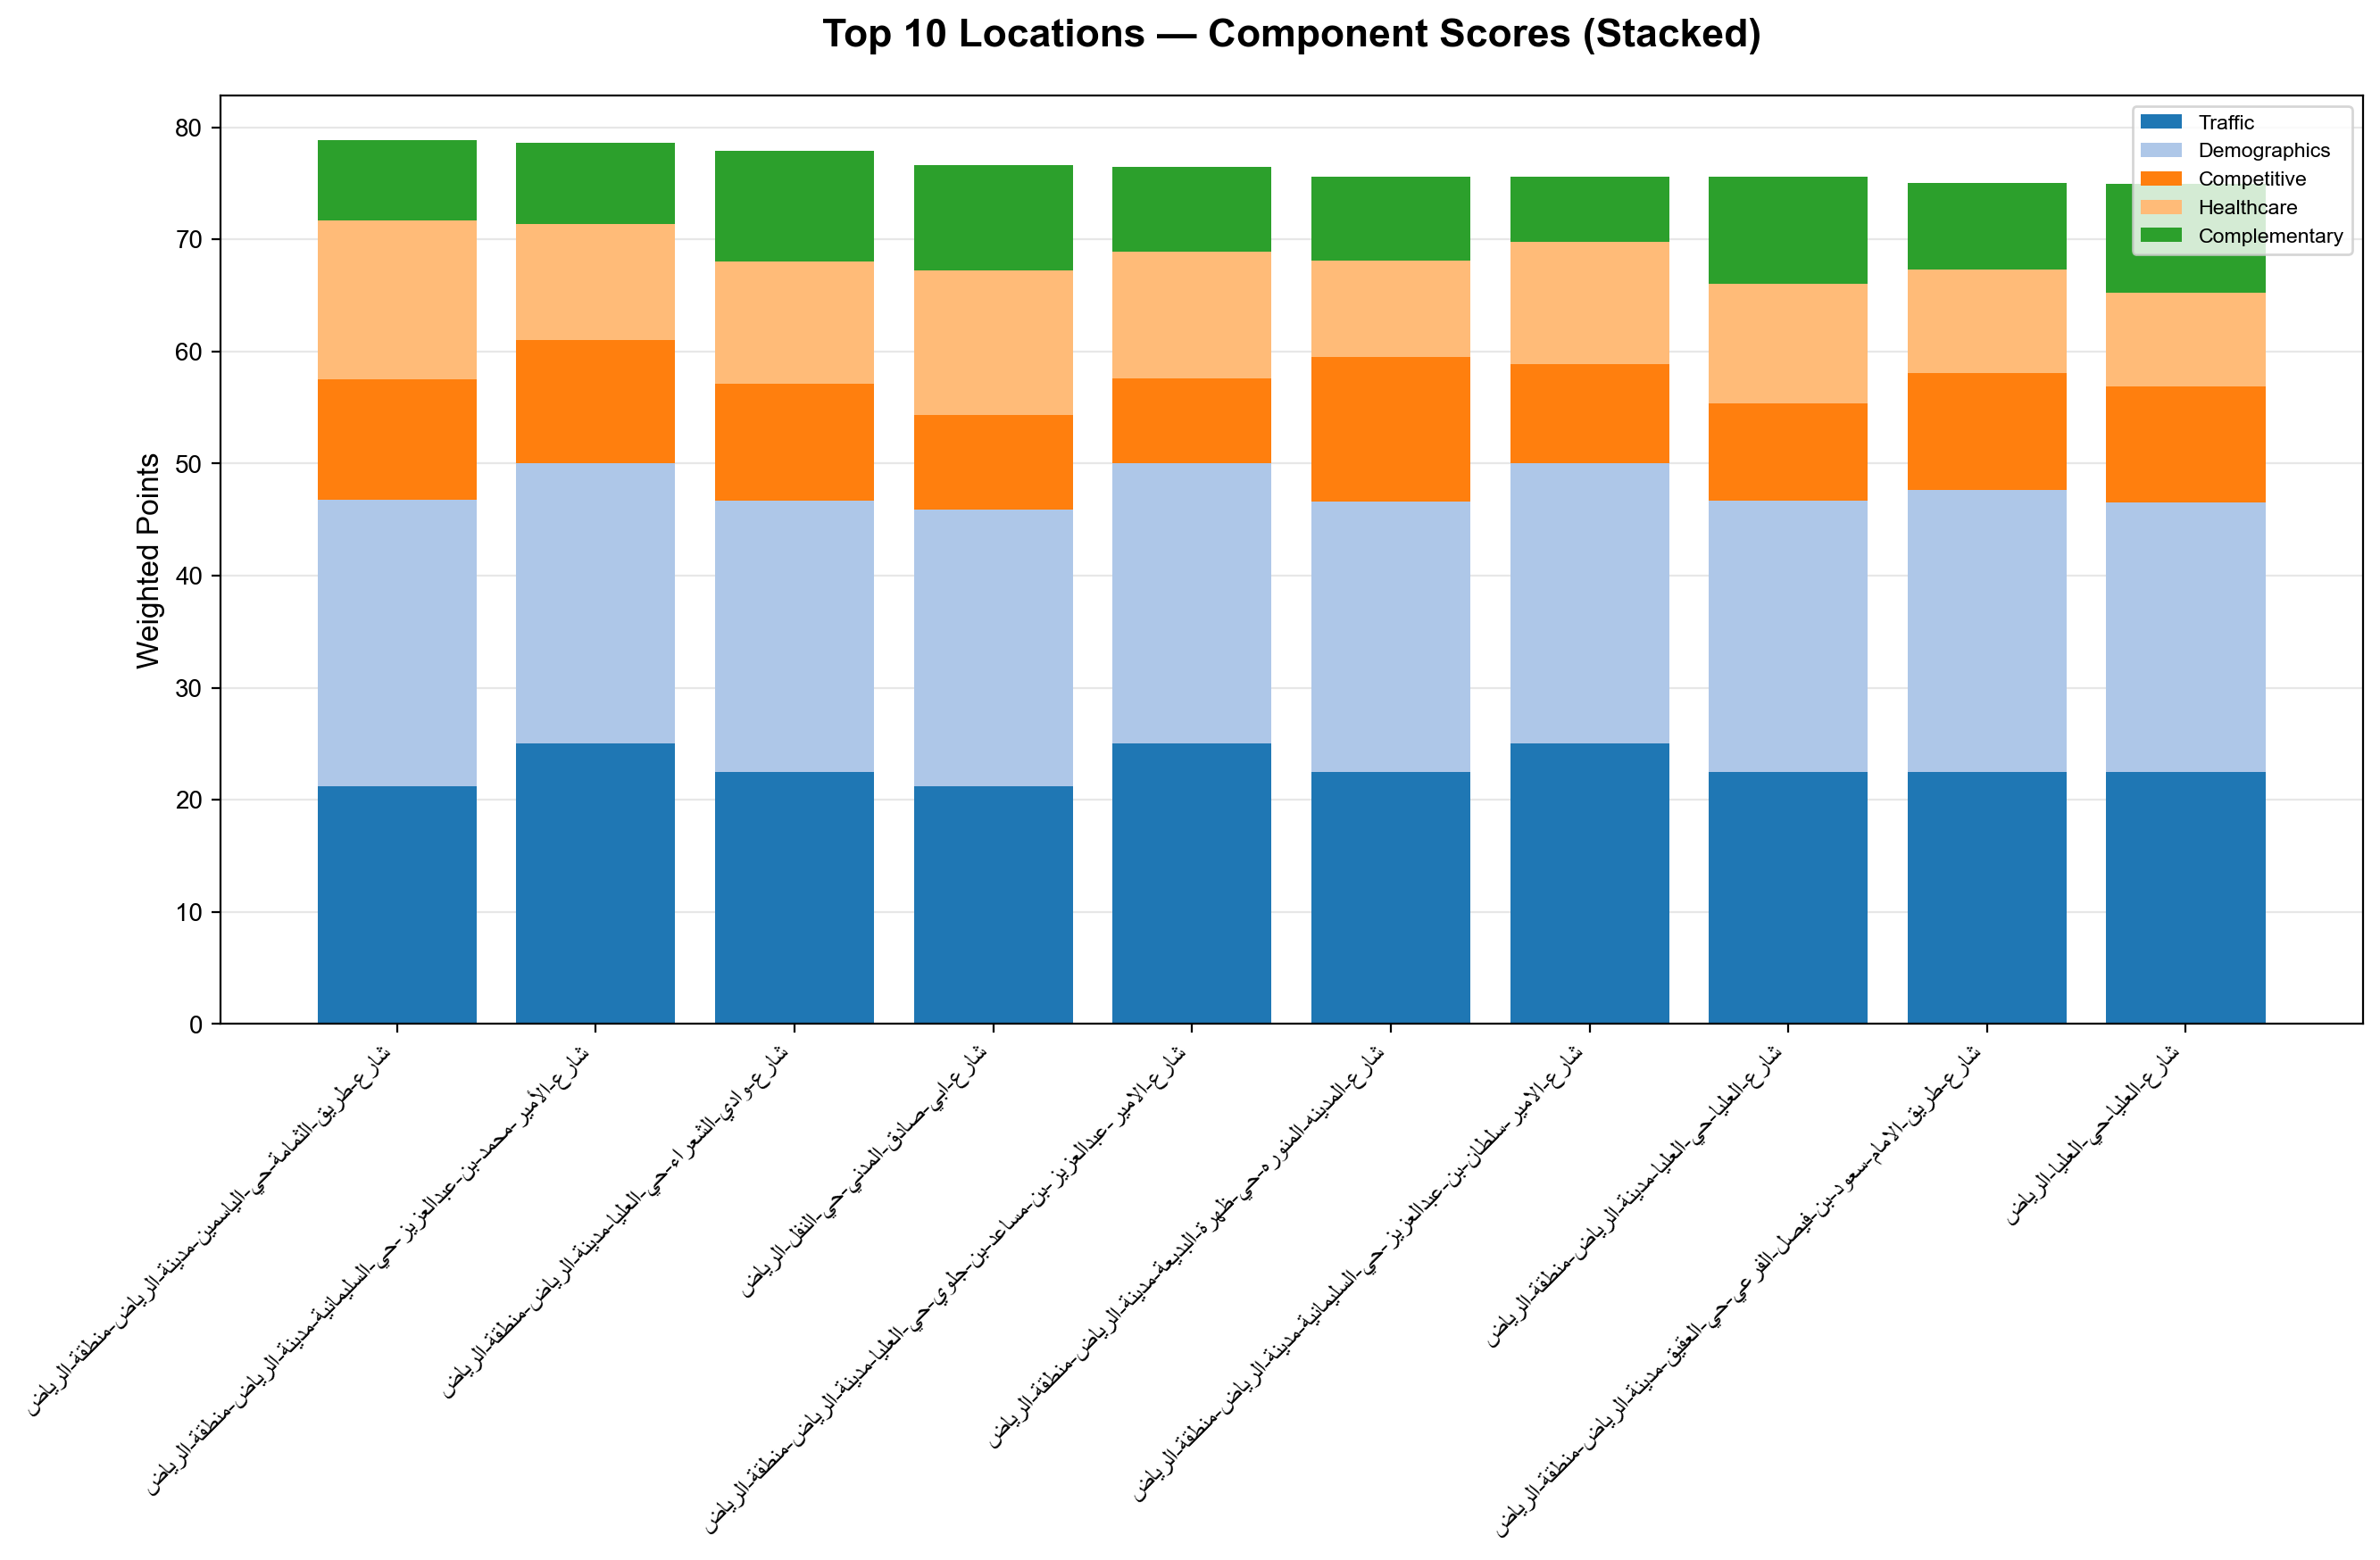 Top 10 Locations — Component Scores (Stacked)
Traffic
Demographics
Competitive
Healthcare
Complementary
Weighted Points
80
70
60
50
40
30
20
10
0
شارع-طريق-الثمامة-حي-الياسمين-مدينة-الرياض-منطقة-الرياض
شارع-الأمير-محمد-بن-عبدالعزيز-حي-السليمانية-مدينة-الرياض-منطقة-الرياض
شارع-وادي-الشعراء-حي-العليا-مدينة-الرياض-منطقة-الرياض
شارع-ابي-صادق-المدني-حي-النفل-الرياض
شارع-الامير-عبدالعزيز-بن-مساعد-بن-جلوي-حي-العليا-مدينة-الرياض-منطقة-الرياض
شارع-المدينه-المنوره-حي-ظهرة-البديعة-مدينة-الرياض-منطقة-الرياض
شارع-الامير-سلطان-بن-عبدالعزيز-حي-السليمانية-مدينة-الرياض-منطقة-الرياض
شارع-العليا-حي-العليا-مدينة-الرياض-منطقة-الرياض
شارع-طريق-الامام-سعود-بن-فيصل-الفرعي-حي-العقيق-مدينة-الرياض-منطقة-الرياض
شارع-العليا-حي-العليا-الرياض